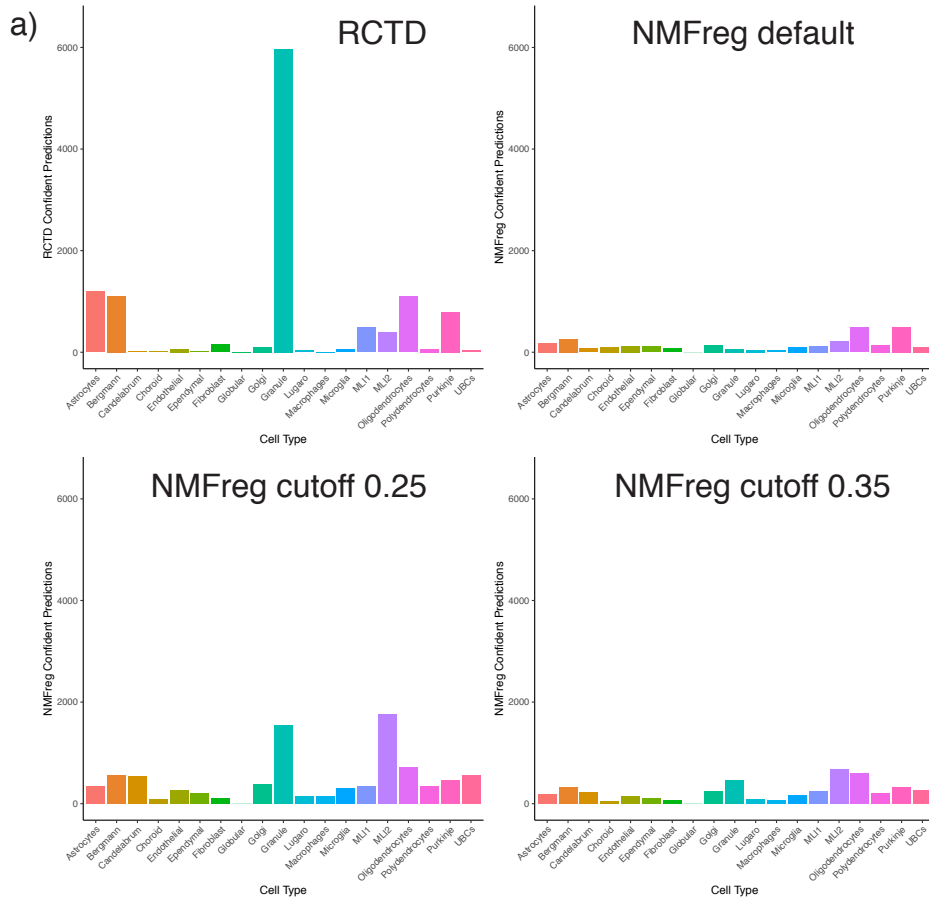 a)
RCTD
RCTD Confident Predictions
6000
4000
2000
0
Astrocytes
Bergmann
Candelabrum
Choroid
Endothelial
Ependymal
Fibroblast
Globular
Golgi
Granule
Lugaro
Macrophages
Microglia
MLI1
MLI2
Oligodendrocytes
Polydendrocytes
Purkinje
UBCs
Cell Type
NMFreg default
NMFreg Confident Predictions
6000
4000
2000
0
Astrocytes
Bergmann
Candelabrum
Choroid
Endothelial
Ependymal
Fibroblast
Globular
Golgi
Granule
Lugaro
Macrophages
Microglia
MLI1
MLI2
Oligodendrocytes
Polydendrocytes
Purkinje
UBCs
Cell Type
NMFreg cutoff 0.25
NMFreg Confident Predictions
6000
4000
2000
0
Astrocytes
Bergmann
Candelabrum
Choroid
Endothelial
Ependymal
Fibroblast
Globular
Golgi
Granule
Lugaro
Macrophages
Microglia
MLI1
MLI2
Oligodendrocytes
Polydendrocytes
Purkinje
UBCs
Cell Type
NMFreg cutoff 0.35
NMFreg Confident Predictions
6000
4000
2000
0
Astrocytes
Bergmann
Candelabrum
Choroid
Endothelial
Ependymal
Fibroblast
Globular
Golgi
Granule
Lugaro
Macrophages
Microglia
MLI1
MLI2
Oligodendrocytes
Polydendrocytes
Purkinje
UBCs
Cell Type